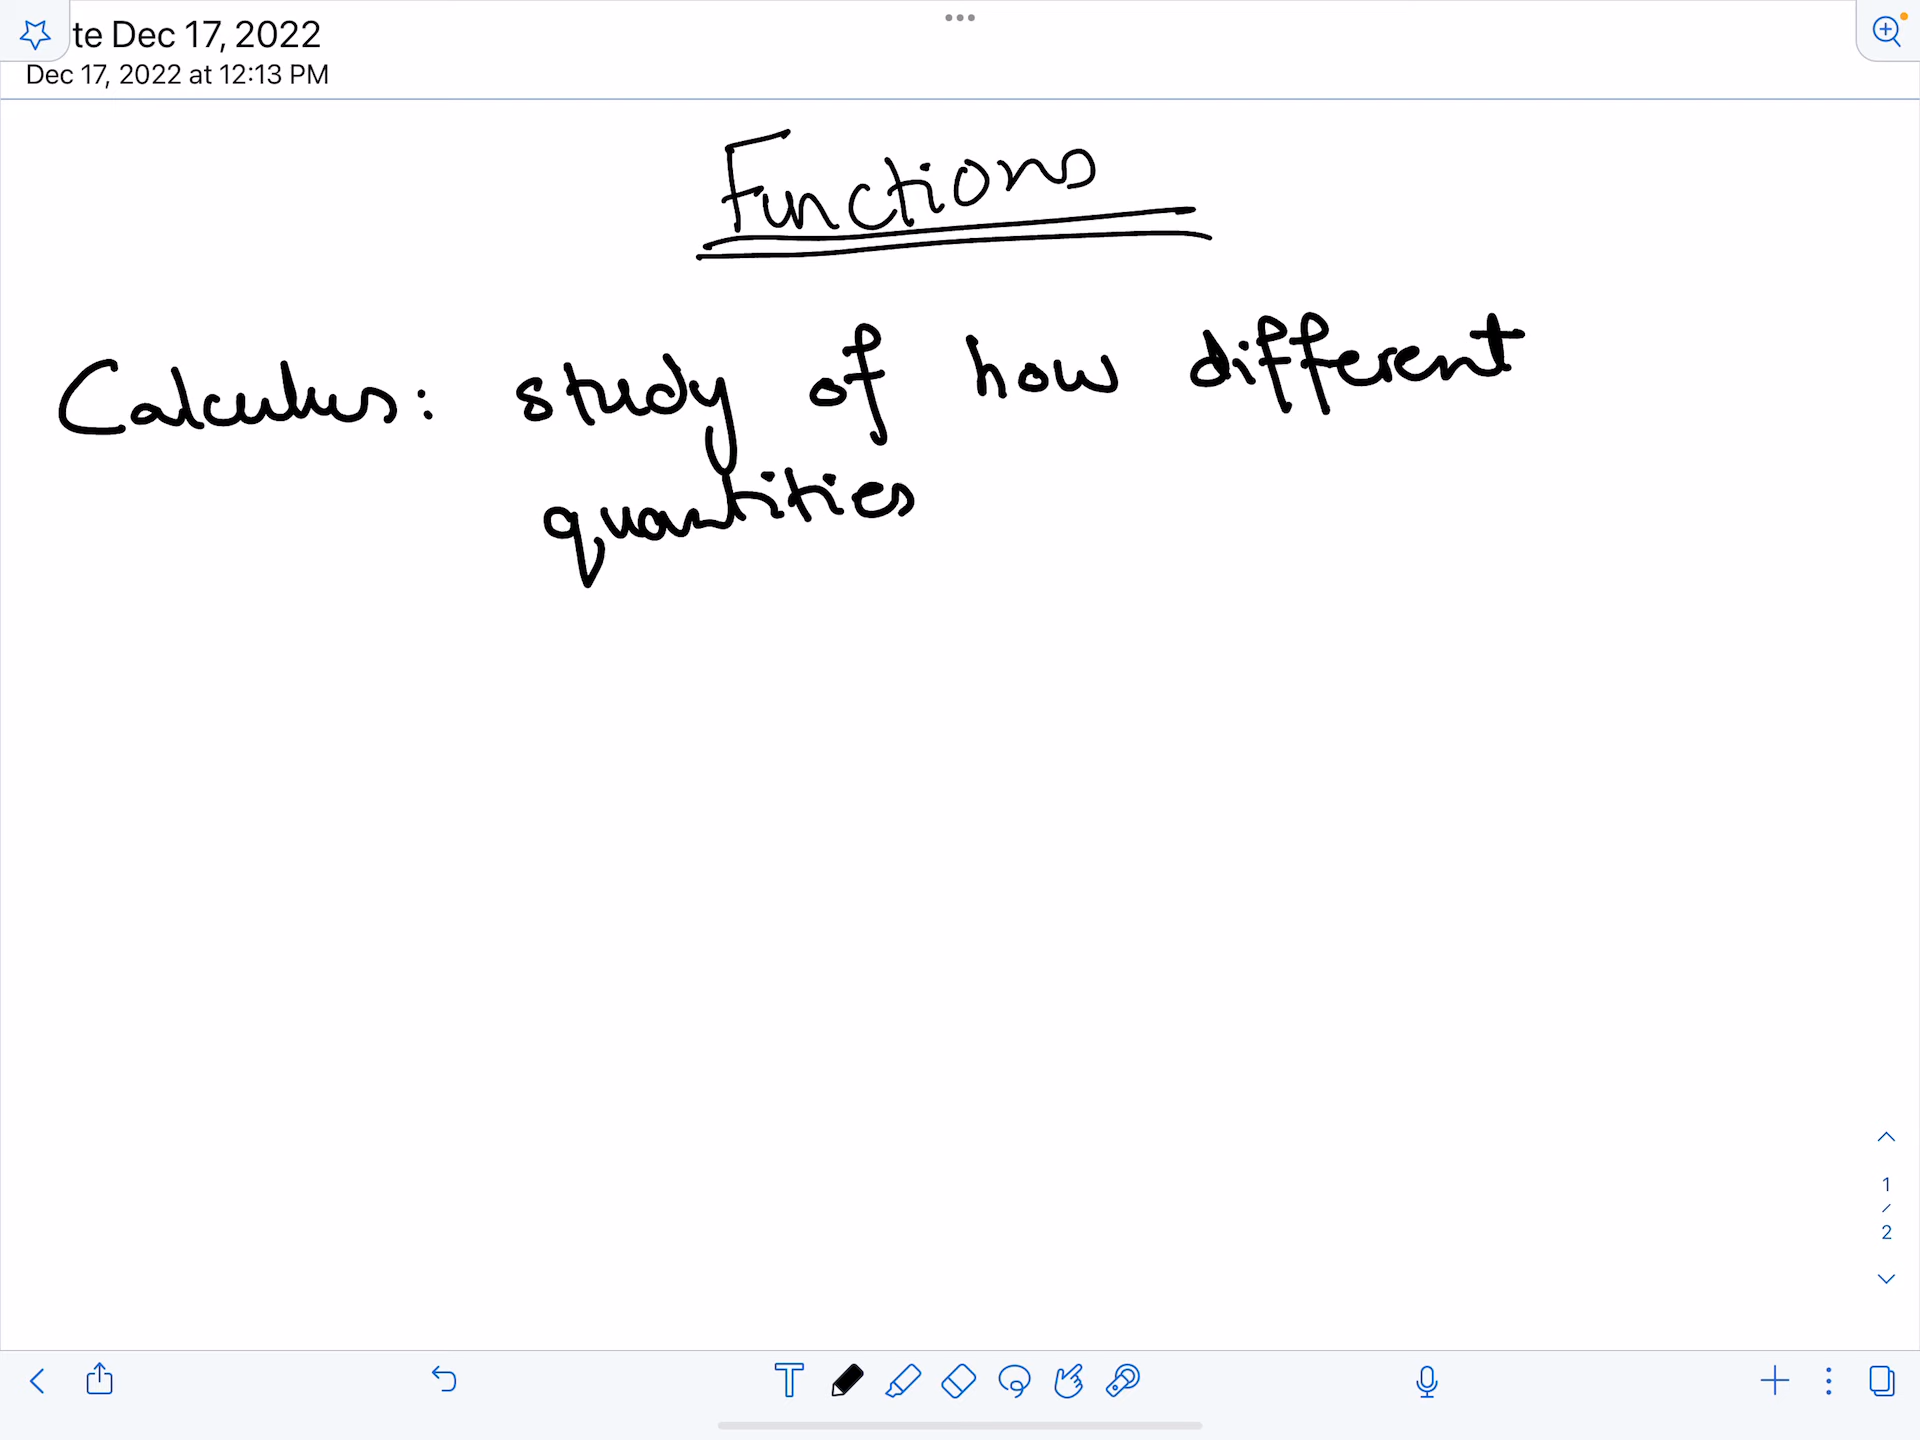 te Dec 17, 2022
Dec 17, 2022 at 12:13 PM
Functions
Calculus: study of how different
quantities
1
/
2